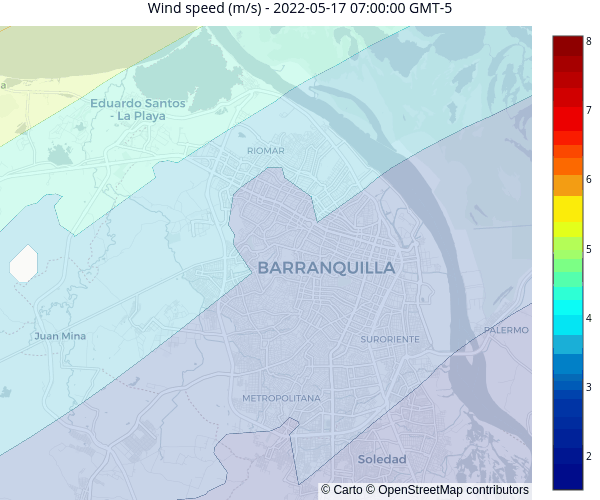 Wind speed (m/s) - 2022-05-17 07:00:00 GMT-5
8
a
Eduardo Santos
- La Playa
7
RIOMAR
6
5
BARRANQUILLA
4
Juan Mina
PALERMO
SURORIENTE
3
METROPOLITANA
2
Soledad
© Carto © OpenStreetMap contributors